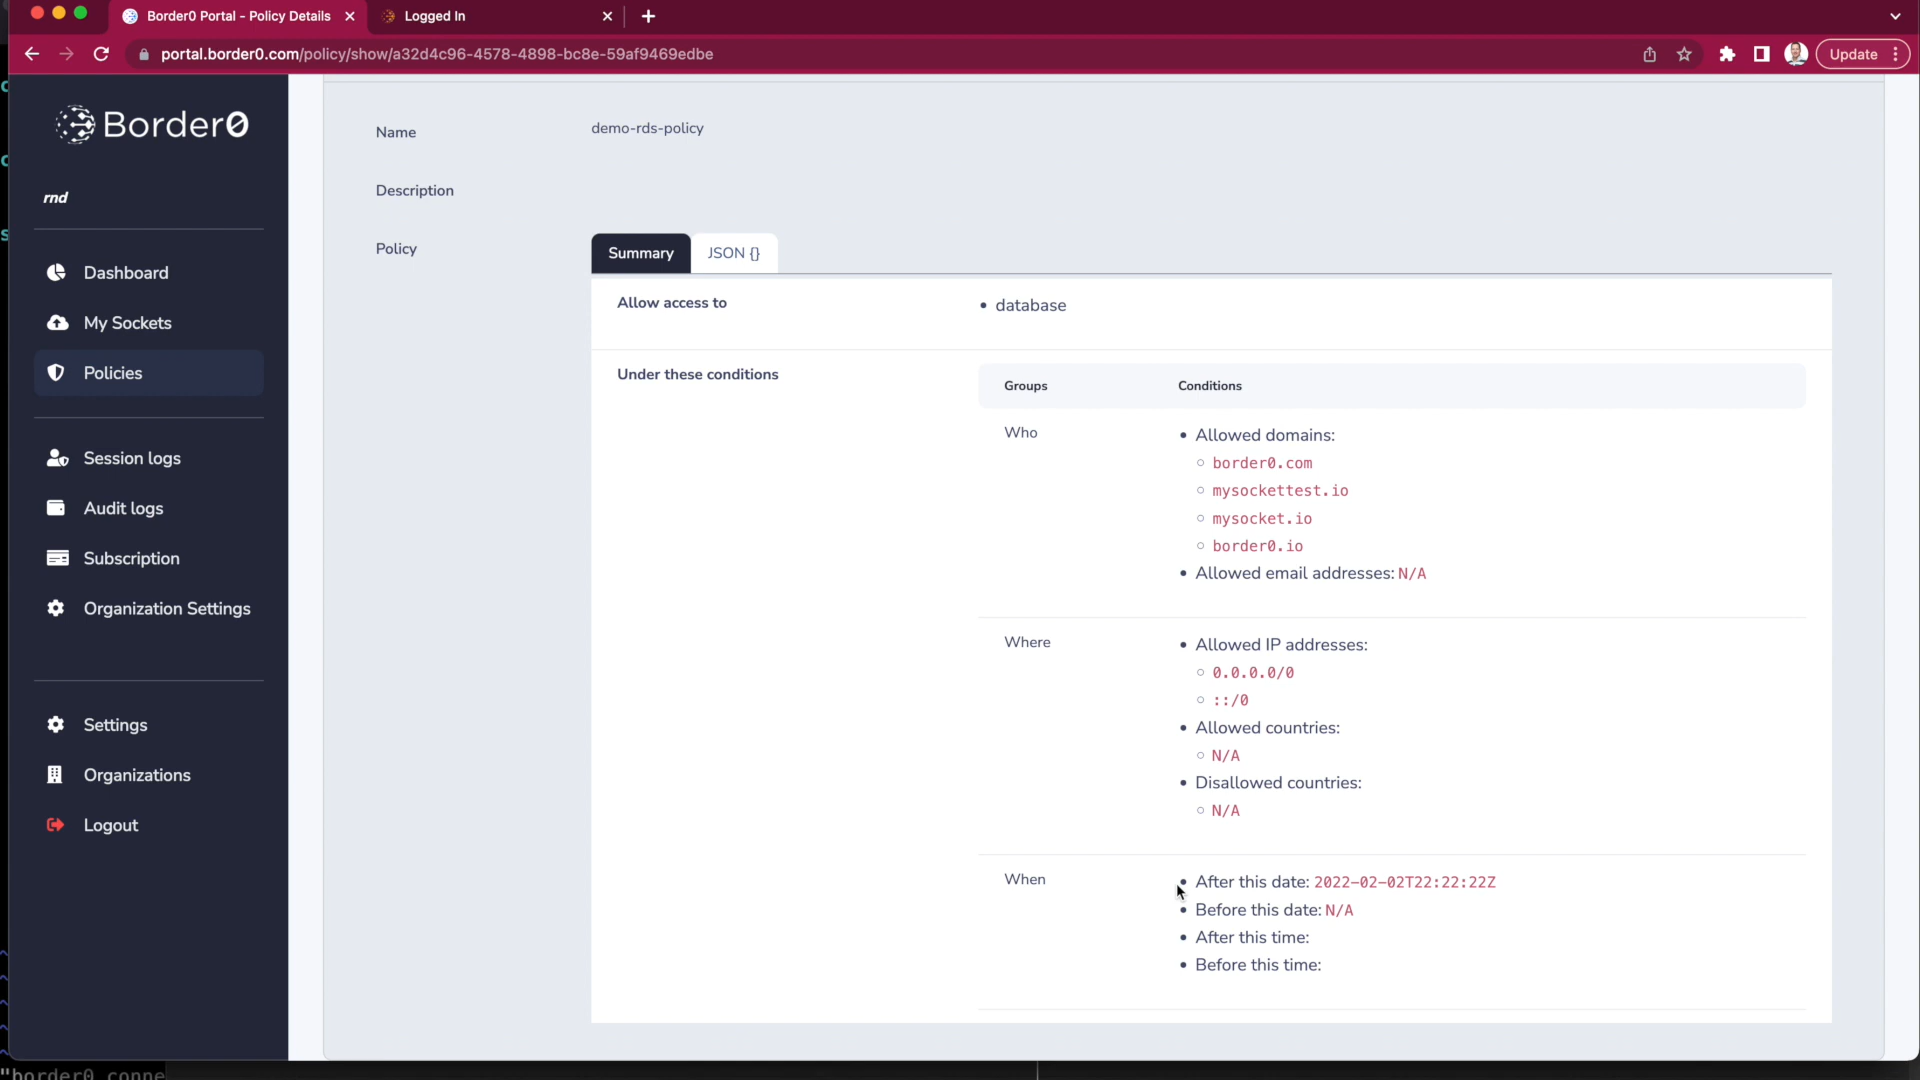 Border0 Portal - Policy Details
Logged In
portal.border0.com/policy/show/a32d4c96-4578-4898-bc8e-59af9469edbe
Update
Border0
rnd
Dashboard
My Sockets
Policies
Session logs
Audit logs
Subscription
Organization Settings
Settings
Organizations
Logout
Name
demo-rds-policy
Description
Policy
Summary
JSON {}
Allow access to
• database
Under these conditions
Groups
Conditions
Who
• Allowed domains:
○ border0.com
○ mysockettest.io
○ mysocket.io
○ border0.io
• Allowed email addresses: N/A
Where
• Allowed IP addresses:
○ 0.0.0.0/0
○ ::/0
• Allowed countries:
○ N/A
• Disallowed countries:
○ N/A
When
• After this date: 2022-02-02T22:22:22Z
• Before this date: N/A
• After this time:
• Before this time:
"border0 conne